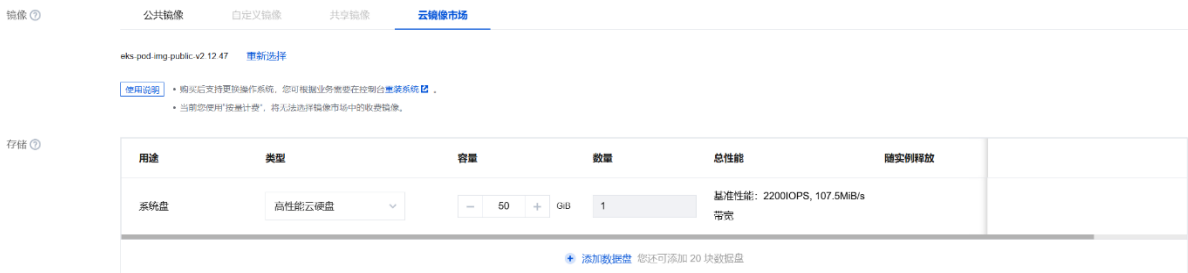 镜像 公共镜像 自定义镜像 共享镜像 云镜像市场
eks-pod-img-public-v2.12.47 重新选择
使用说明 • 购买后支持更换操作系统，您可根据业务需要在控制台重装系统 。
• 当前您使用"按量计费"，将无法选择镜像市场中的收费镜像。
存储
用途 类型 容量 数量 总性能 随实例释放
系统盘 高性能云硬盘 − 50 + GiB 1 基准性能：2200IOPS, 107.5MiB/s
带宽
添加数据盘 您还可添加 20 块数据盘